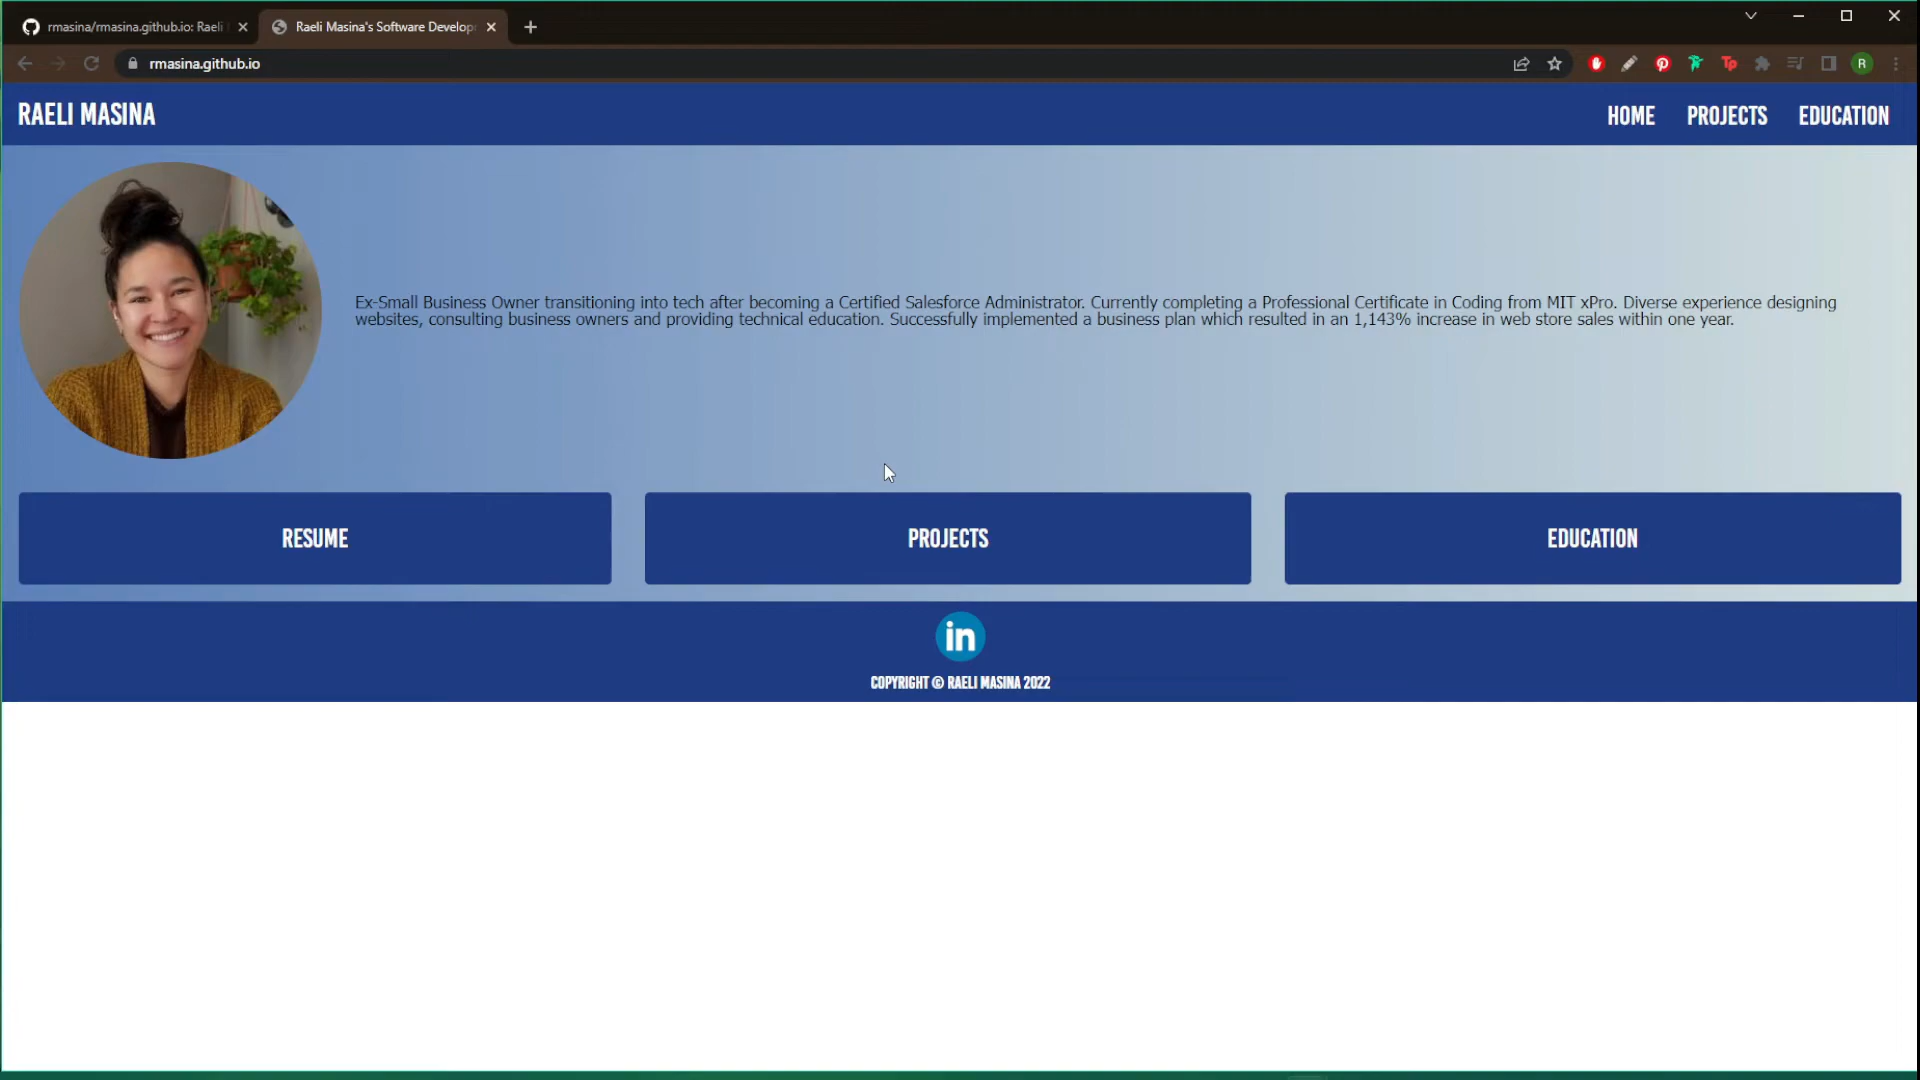 rmasina/rmasina.github.io: Raeli
Raeli Masina's Software Develop
rmasina.github.io
Tp
R
RAELI MASINA
HOME
PROJECTS
EDUCATION
Ex-Small Business Owner transitioning into tech after becoming a Certified Salesforce Administrator. Currently completing a Professional Certificate in Coding from MIT xPro. Diverse experience designing
websites, consulting business owners and providing technical education. Successfully implemented a business plan which resulted in an 1,143% increase in web store sales within one year.
RESUME
PROJECTS
EDUCATION
in
COPYRIGHT © RAELI MASINA 2022